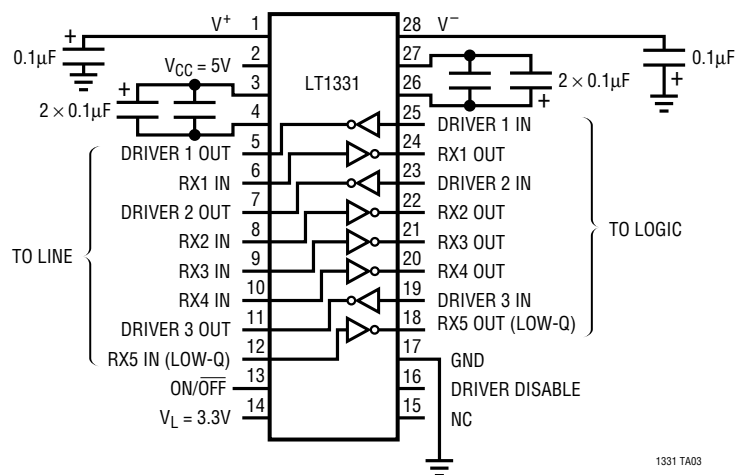 V+ 1 28 V−
0.1µF + 27 0.1µF +
VCC = 5V 2
LT1331
3 26
+ 2 × 0.1µF 2 × 0.1µF +
4 25 DRIVER 1 IN
DRIVER 1 OUT 5 24 RX1 OUT
RX1 IN 6 23 DRIVER 2 IN
DRIVER 2 OUT 7 22 RX2 OUT
TO LINE RX2 IN 8 21 RX3 OUT TO LOGIC
RX3 IN 9 20 RX4 OUT
RX4 IN 10 19 DRIVER 3 IN
DRIVER 3 OUT 11 18 RX5 OUT (LOW-Q)
RX5 IN (LOW-Q) 12 17 GND
ON/OFF 13 16 DRIVER DISABLE
VL = 3.3V 14 15 NC
1331 TA03